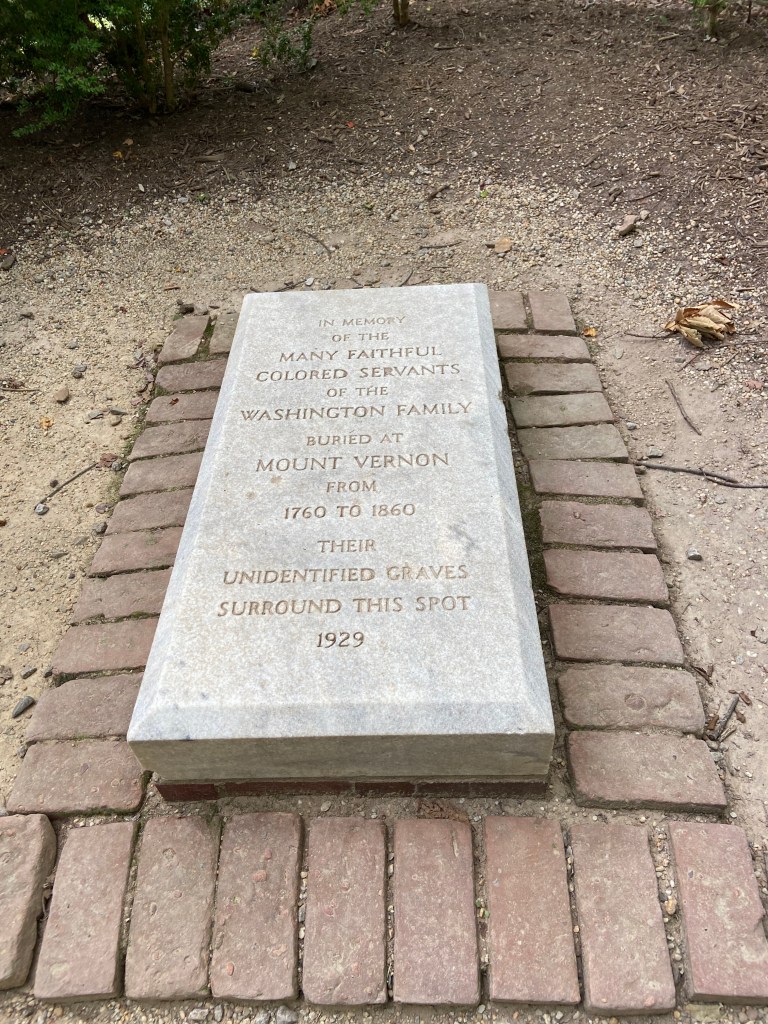 IN MEMORY
OF THE
MANY FAITHFUL
COLORED SERVANTS
OF THE
WASHINGTON FAMILY
BURIED AT
MOUNT VERNON
FROM
1760 TO 1860
THEIR
UNIDENTIFIED GRAVES
SURROUND THIS SPOT
1929